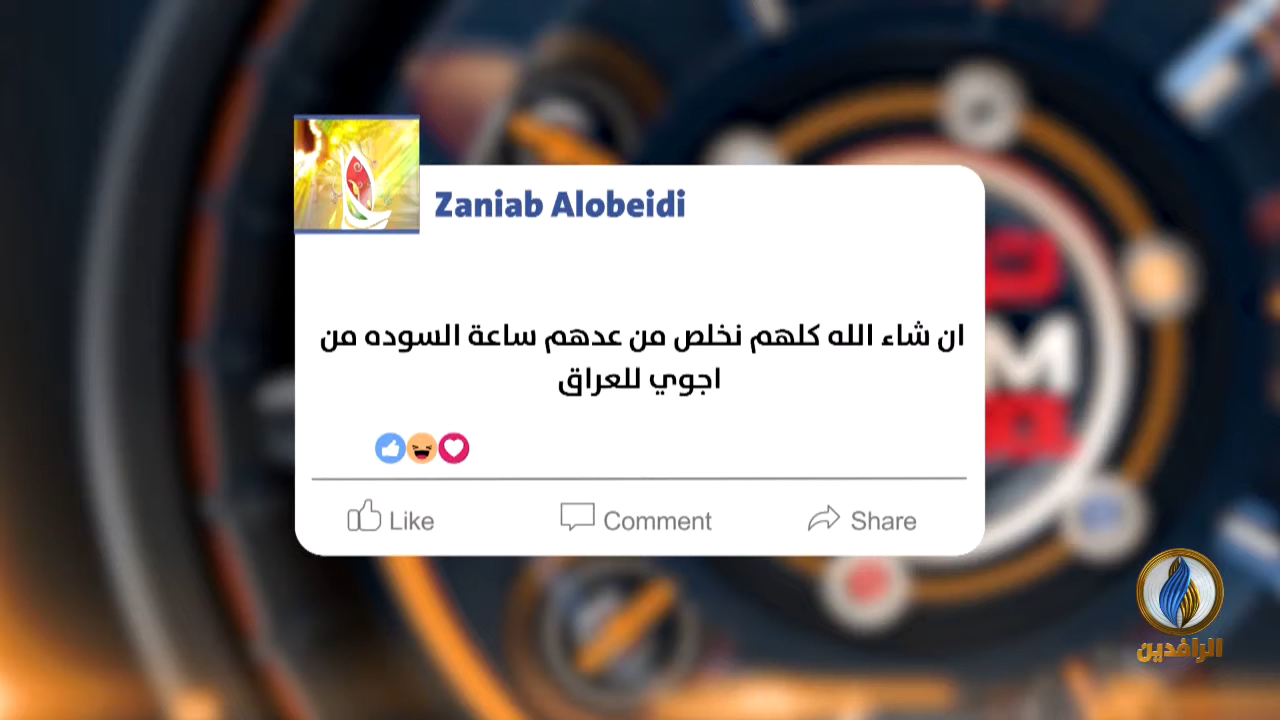 Zaniab Alobeidi
ان شاء الله كلهم نخلص من عدهم ساعة السوده من
اجوي للعراق
Like
Comment
Share
الرافدين